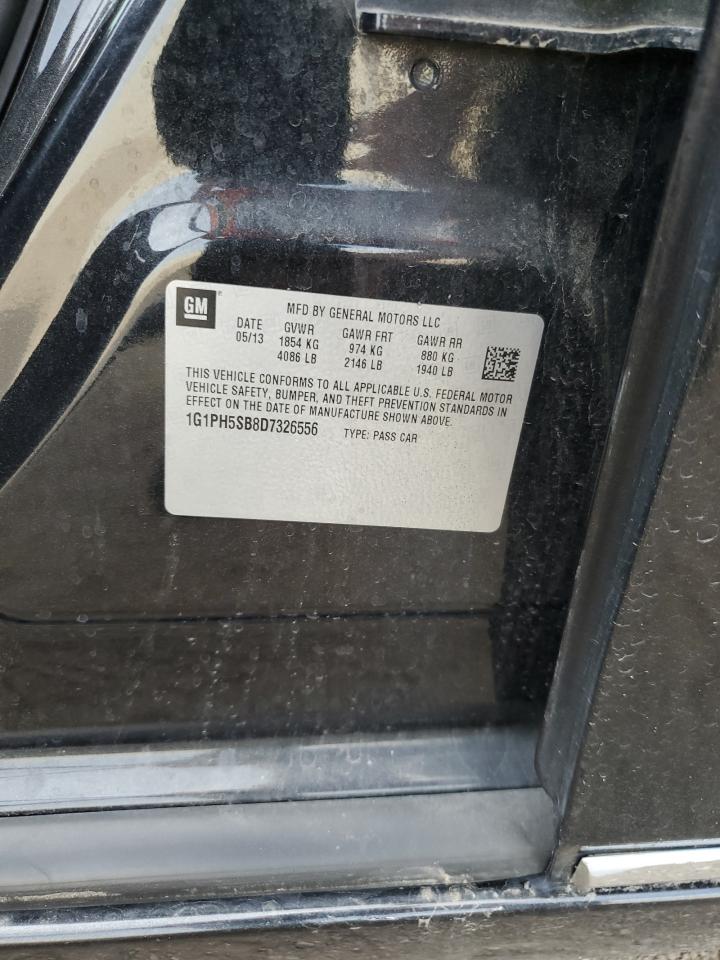 GM ®
MFD BY GENERAL MOTORS LLC
DATE GVWR GAWR FRT GAWR RR
05/13 1854 KG 974 KG 880 KG
4086 LB 2146 LB 1940 LB
THIS VEHICLE CONFORMS TO ALL APPLICABLE U.S. FEDERAL MOTOR
VEHICLE SAFETY, BUMPER, AND THEFT PREVENTION STANDARDS IN
EFFECT ON THE DATE OF MANUFACTURE SHOWN ABOVE.
1G1PH5SB8D7326556 TYPE: PASS CAR